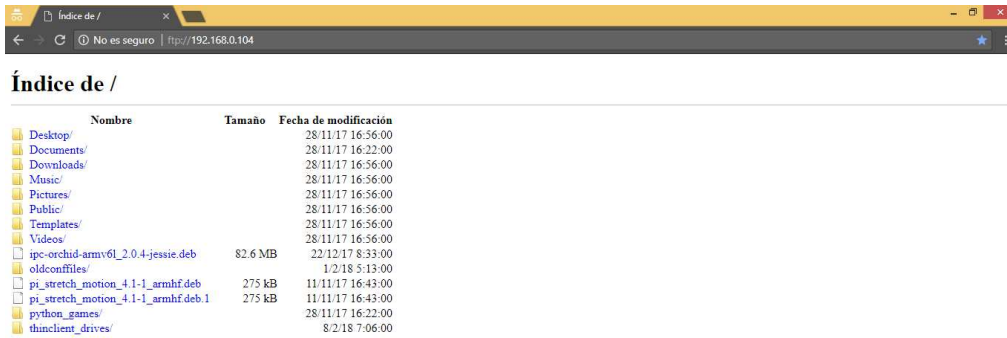 Índice de /
No es seguro | ftp://192.168.0.104
Índice de /
Nombre Tamaño Fecha de modificación
Desktop/ 28/11/17 16:56:00
Documents/ 28/11/17 16:22:00
Downloads/ 28/11/17 16:56:00
Music/ 28/11/17 16:56:00
Pictures/ 28/11/17 16:56:00
Public/ 28/11/17 16:56:00
Templates/ 28/11/17 16:56:00
Videos/ 28/11/17 16:56:00
ipc-orchid-armv6l_2.0.4-jessie.deb 82.6 MB 22/12/17 8:33:00
oldconffiles/ 1/2/18 5:13:00
pi_stretch_motion_4.1-1_armhf.deb 275 kB 11/11/17 16:43:00
pi_stretch_motion_4.1-1_armhf.deb.1 275 kB 11/11/17 16:43:00
python_games/ 28/11/17 16:22:00
thinclient_drives/ 8/2/18 7:06:00